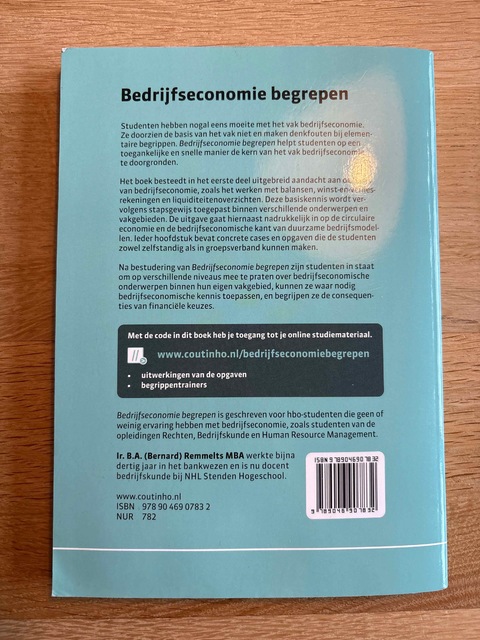 Bedrijfseconomie begrepen
Studenten hebben nogal eens moeite met het vak bedrijfseconomie.
Ze doorzien de basis van het vak niet en maken denkfouten bij elemen-
taire begrippen. Bedrijfseconomie begrepen helpt studenten op een
toegankelijke en snelle manier de kern van het vak bedrijfseconomie
te doorgronden.
Het boek besteedt in het eerste deel uitgebreid aandacht aan de
van bedrijfseconomie, zoals het werken met balansen, winst-en-verlies-
rekeningen en liquiditeitenoverzichten. Deze basiskennis wordt ver-
volgens stapsgewijs toegepast binnen verschillende onderwerpen en
vakgebieden. De uitgave gaat hiernaast nadrukkelijk in op de circulaire
economie en de bedrijfseconomische kant van duurzame bedrijfsmodel-
len. Ieder hoofdstuk bevat concrete cases en opgaven die de studenten
zowel zelfstandig als in groepsverband kunnen maken.
Na bestudering van Bedrijfseconomie begrepen zijn studenten in staat
om op verschillende niveaus mee te praten over bedrijfseconomische
onderwerpen binnen hun eigen vakgebied, kunnen ze waar nodig
bedrijfseconomische kennis toepassen, en begrijpen ze de consequen-
ties van financiële keuzes.
Met de code in dit boek heb je toegang tot je online studiemateriaal.
www.coutinho.nl/bedrijfseconomiebegrepen
• uitwerkingen van de opgaven
• begrippentrainers
Bedrijfseconomie begrepen is geschreven voor hbo-studenten die geen of
weinig ervaring hebben met bedrijfseconomie, zoals studenten van de
opleidingen Rechten, Bedrijfskunde en Human Resource Management.
Ir. B.A. (Bernard) Remmelts MBA werkte bijna
dertig jaar in het bankwezen en is nu docent
bedrijfskunde bij NHL Stenden Hogeschool.
www.coutinho.nl
ISBN 978 90 469 0783 2
NUR 782
ISBN 9789046907832
9 789046 907832